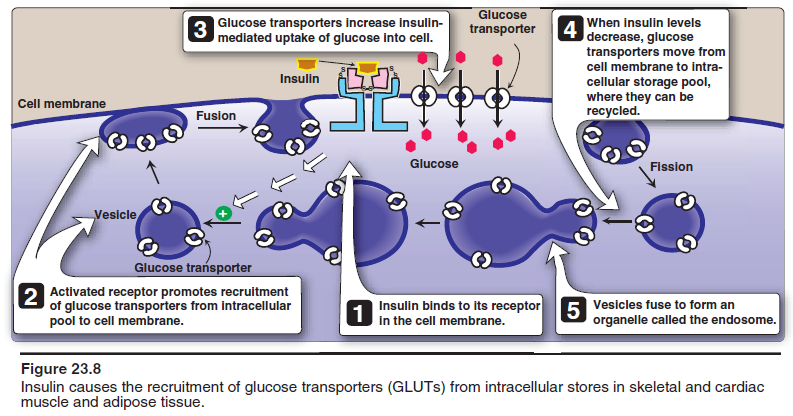 3
Glucose transporters increase insulin-
mediated uptake of glucose into cell.
Glucose
transporter
4
When insulin levels
decrease, glucose
transporters move from
cell membrane to intra-
cellular storage pool,
where they can be
recycled.
Insulin
S
S
S
S
S-S
Cell membrane
Fusion
Glucose
Fission
Vesicle
+
Glucose transporter
2
Activated receptor promotes recruitment
of glucose transporters from intracellular
pool to cell membrane.
1
Insulin binds to its receptor
in the cell membrane.
5
Vesicles fuse to form an
organelle called the endosome.
Figure 23.8
Insulin causes the recruitment of glucose transporters (GLUTs) from intracellular stores in skeletal and cardiac
muscle and adipose tissue.